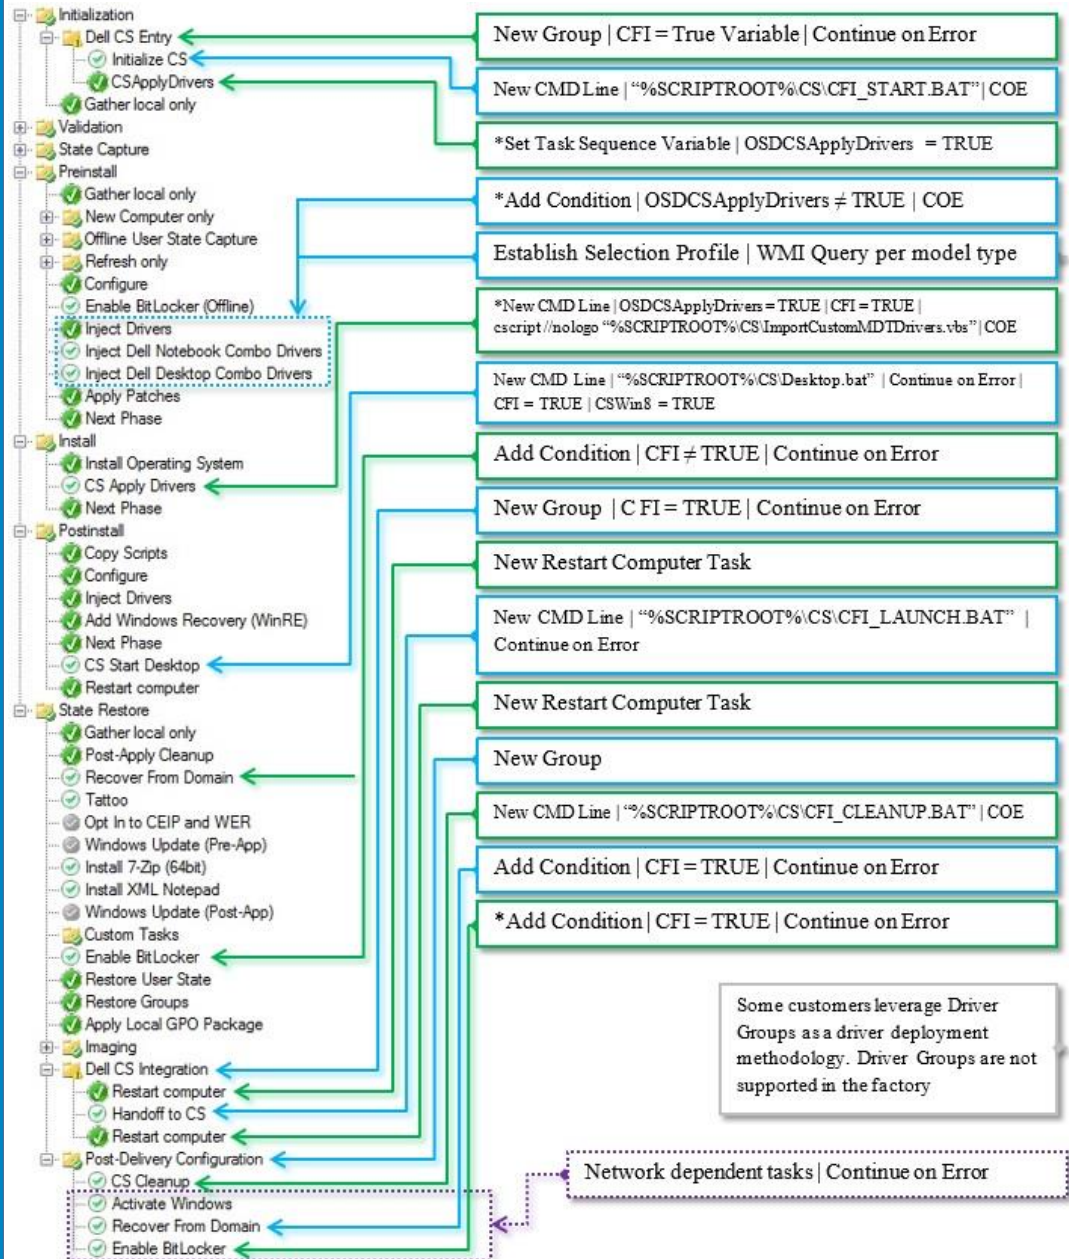 Initialization
Dell CS Entry
Initialize CS
CSApplyDrivers
Gather local only
Validation
State Capture
Preinstall
Gather local only
New Computer only
Offline User State Capture
Refresh only
Configure
Enable BitLocker (Offline)
Inject Drivers
Inject Dell Notebook Combo Drivers
Inject Dell Desktop Combo Drivers
Apply Patches
Next Phase
Install
Install Operating System
CS Apply Drivers
Next Phase
Postinstall
Copy Scripts
Configure
Inject Drivers
Add Windows Recovery (WinRE)
Next Phase
CS Start Desktop
Restart computer
State Restore
Gather local only
Post-Apply Cleanup
Recover From Domain
Tattoo
Opt In to CEIP and WER
Windows Update (Pre-App)
Install 7-Zip (64bit)
Install XML Notepad
Windows Update (Post-App)
Custom Tasks
Enable BitLocker
Restore User State
Restore Groups
Apply Local GPO Package
Imaging
Dell CS Integration
Restart computer
Handoff to CS
Restart computer
Post-Delivery Configuration
CS Cleanup
Activate Windows
Recover From Domain
Enable BitLocker
New Group | CFI = True Variable | Continue on Error
New CMD Line | “%SCRIPTROOT%\CS\CFI_START.BAT” | COE
*Set Task Sequence Variable | OSDCSApplyDrivers = TRUE
*Add Condition | OSDCSApplyDrivers ≠ TRUE | COE
Establish Selection Profile | WMI Query per model type
*New CMD Line | OSDCSApplyDrivers = TRUE | CFI = TRUE |
cscript //nologo “%SCRIPTROOT%\CS\ImportCustomMDTDrivers.vbs” | COE
New CMD Line | “%SCRIPTROOT%\CS\Desktop.bat” | Continue on Error |
CFI = TRUE | CSWin8 = TRUE
Add Condition | CFI ≠ TRUE | Continue on Error
New Group | C FI = TRUE | Continue on Error
New Restart Computer Task
New CMD Line | “%SCRIPTROOT%\CS\CFI_LAUNCH.BAT” |
Continue on Error
New Restart Computer Task
New Group
New CMD Line | “%SCRIPTROOT%\CS\CFI_CLEANUP.BAT” | COE
Add Condition | CFI = TRUE | Continue on Error
*Add Condition | CFI = TRUE | Continue on Error
Some customers leverage Driver
Groups as a driver deployment
methodology. Driver Groups are not
supported in the factory
Network dependent tasks | Continue on Error